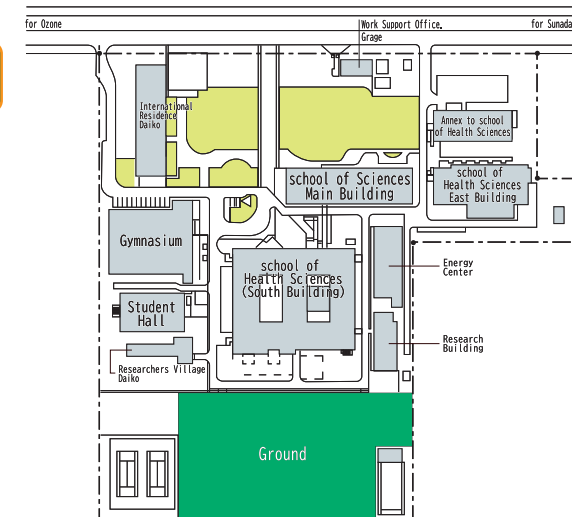 for Ozone
Work Support Office.
Grage
for Sunada
International
Residence
Daiko
Annex to school
of Health Sciences
school of Sciences
Main Building
school of
Health Sciences
East Building
Gymnasium
school of
Health Sciences
(South Building)
Energy
Center
Student
Hall
Research
Building
Researchers Village
Daiko
Ground